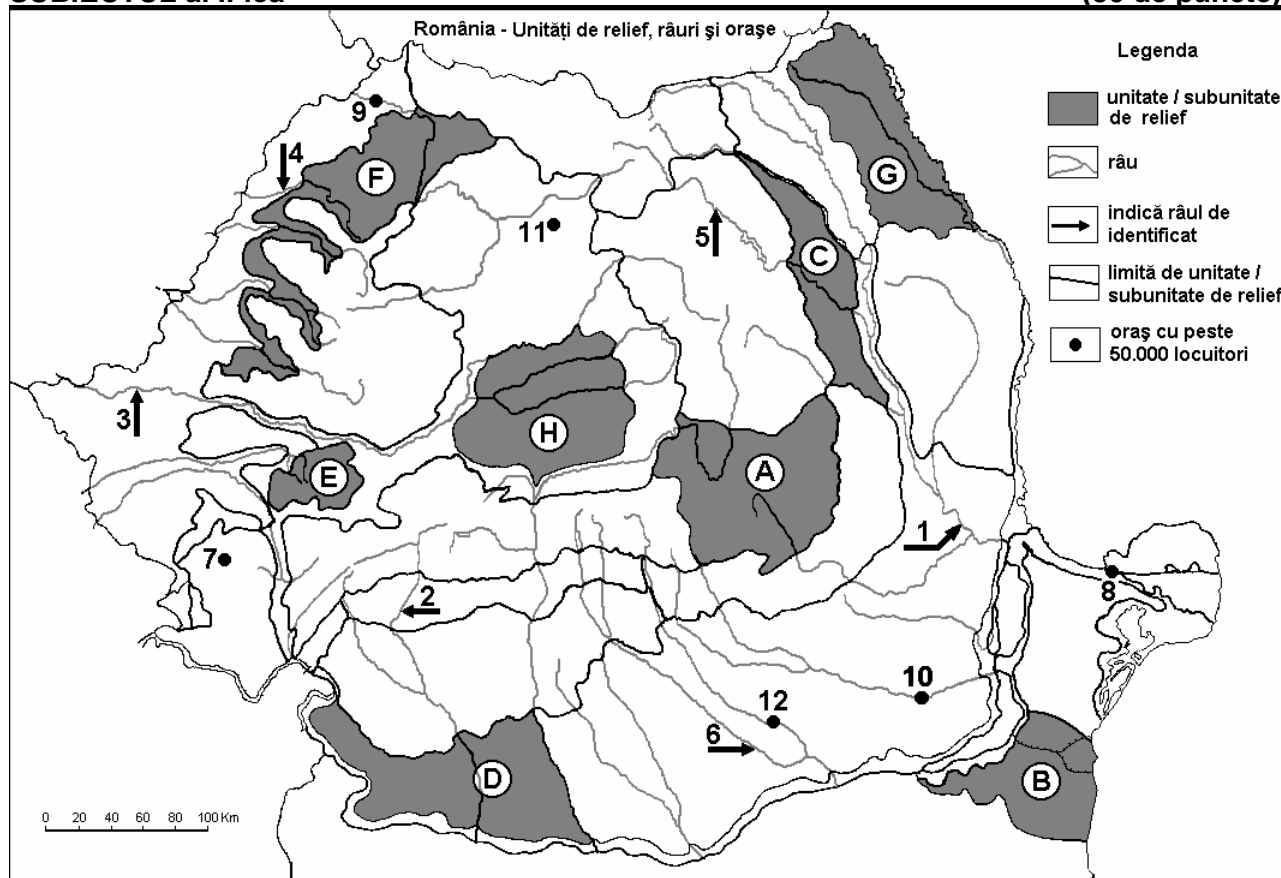 România - Unități de relief, râuri și orașe
Legenda
unitate / subunitate
de relief
râu
indică râul de
identificat
limită de unitate /
subunitate de relief
oraș cu peste
50.000 locuitori
9
4
F
G
11
5
C
3
H
E
A
1
7
2
8
10
12
6
D
B
0 20 40 60 80 100 Km